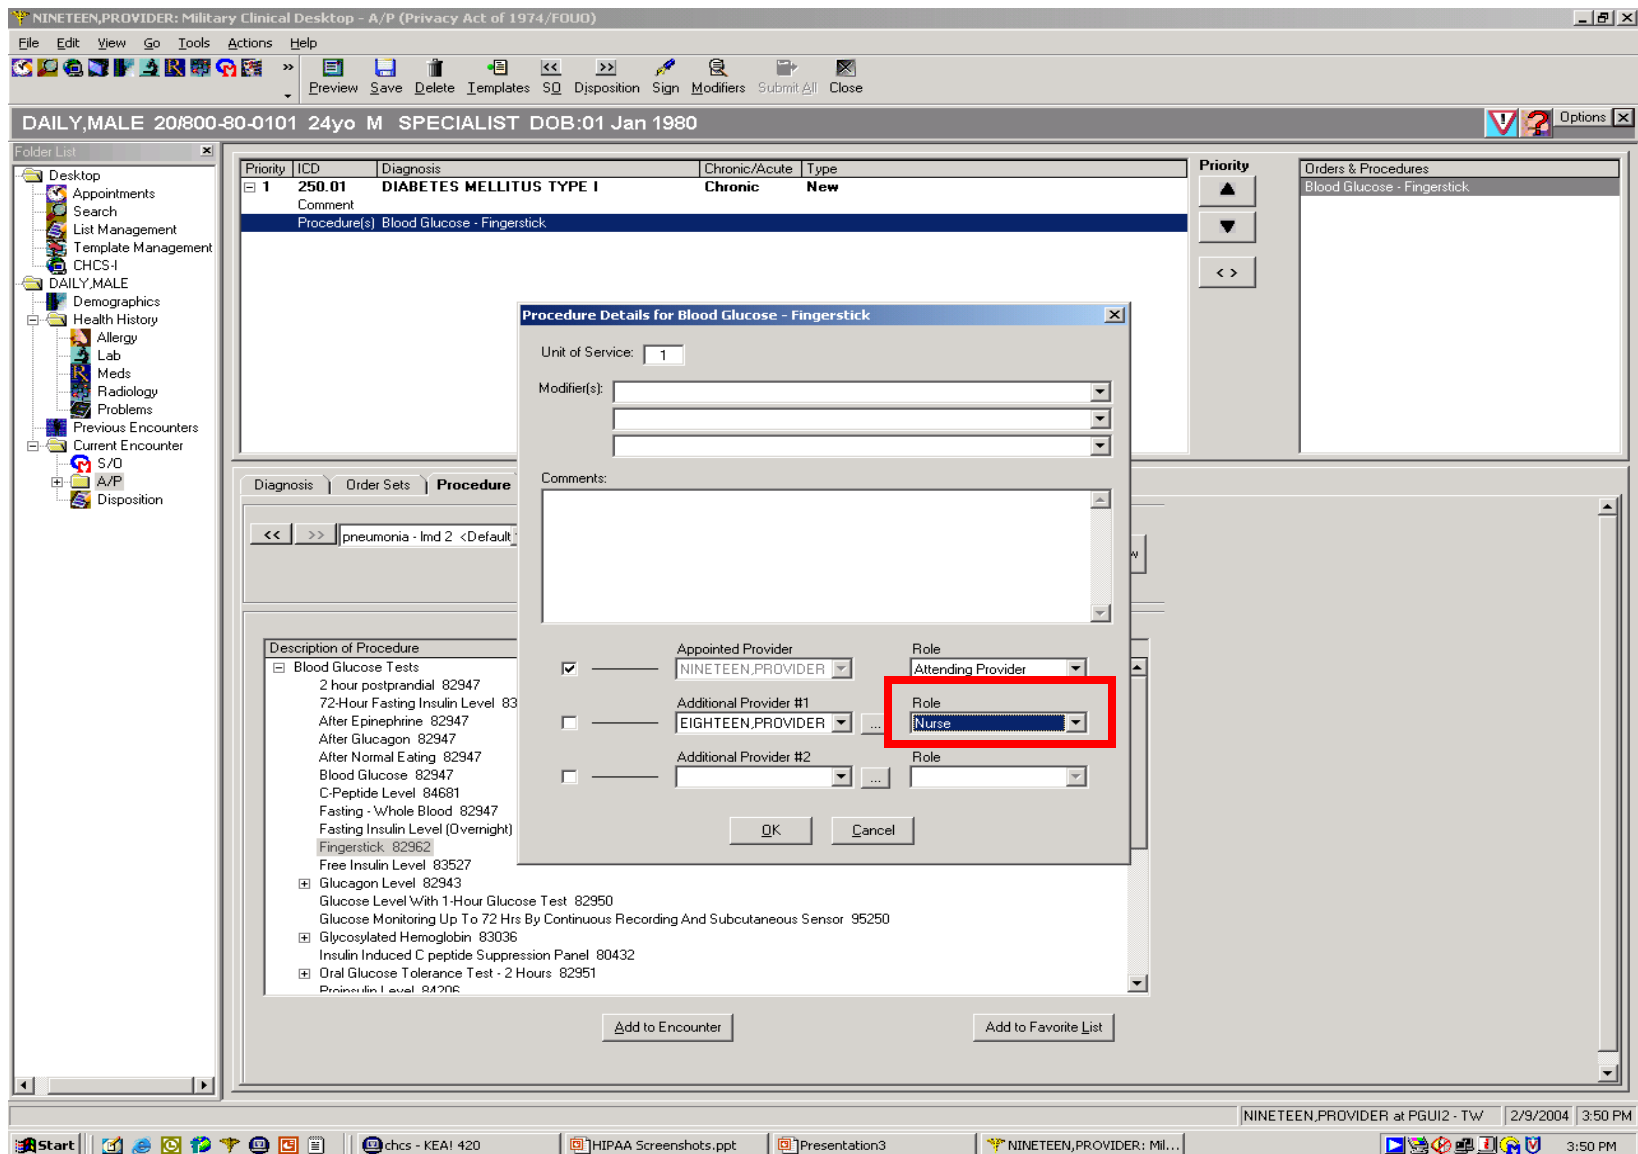 NINETEEN,PROVIDER: Military Clinical Desktop - A/P (Privacy Act of 1974/FOUO)
File Edit View Go Tools Actions Help
» Preview Save Delete Templates << SO >> Disposition Sign Modifiers Submit All Close
DAILY,MALE 20/800-80-0101 24yo M SPECIALIST DOB:01 Jan 1980
Options
Folder List
Desktop
Appointments
Search
List Management
Template Management
CHCS-I
DAILY,MALE
Demographics
Health History
Allergy
Lab
Meds
Radiology
Problems
Previous Encounters
Current Encounter
S/O
A/P
Disposition
Priority ICD Diagnosis Chronic/Acute Type
1 250.01 DIABETES MELLITUS TYPE I Chronic New
Comment
Procedure(s) Blood Glucose - Fingerstick
Priority
< >
Orders & Procedures
Blood Glucose - Fingerstick
Diagnosis Order Sets Procedure
<< >> pneumonia - lmd 2 <Default
Description of Procedure
Blood Glucose Tests
2 hour postprandial 82947
72-Hour Fasting Insulin Level 83
After Epinephrine 82947
After Glucagon 82947
After Normal Eating 82947
Blood Glucose 82947
C-Peptide Level 84681
Fasting - Whole Blood 82947
Fasting Insulin Level (Overnight)
Fingerstick 82962
Free Insulin Level 83527
Glucagon Level 82943
Glucose Level With 1-Hour Glucose Test 82950
Glucose Monitoring Up To 72 Hrs By Continuous Recording And Subcutaneous Sensor 95250
Glycosylated Hemoglobin 83036
Insulin Induced C peptide Suppression Panel 80432
Oral Glucose Tolerance Test - 2 Hours 82951
Proinsulin Level 84206
Add to Encounter Add to Favorite List
Procedure Details for Blood Glucose - Fingerstick
Unit of Service: 1
Modifier(s):
Comments:
Appointed Provider Role
NINETEEN,PROVIDER Attending Provider
Additional Provider #1 Role
EIGHTEEN,PROVIDER ... Nurse
Additional Provider #2 Role
...
OK Cancel
w
NINETEEN,PROVIDER at PGUI2 - TW 2/9/2004 3:50 PM
Start chcs - KEA! 420 HIPAA Screenshots.ppt Presentation3 NINETEEN,PROVIDER: Mil... 3:50 PM